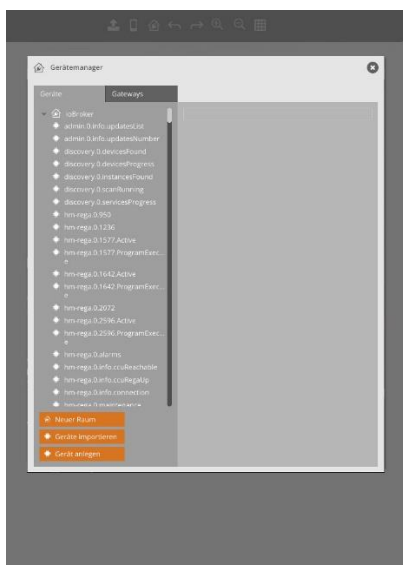 Gerätemanager
Geräte
Gateways
ioBroker
admin.0.info.updatesList
admin.0.info.updatesNumber
discovery.0.devicesFound
discovery.0.devicesProgress
discovery.0.instancesFound
discovery.0.scanRunning
discovery.0.servicesProgress
hm-rega.0.950
hm-rega.0.1236
hm-rega.0.1577.Active
hm-rega.0.1577.ProgramExec...
e
hm-rega.0.1642.Active
hm-rega.0.1642.ProgramExec...
e
hm-rega.0.2072
hm-rega.0.2596.Active
hm-rega.0.2596.ProgramExec...
e
hm-rega.0.alarms
hm-rega.0.info.ccuReachable
hm-rega.0.info.ccuRegaUp
hm-rega.0.info.connection
hm-rega.0.maintenance
Neuer Raum
Geräte importieren
Gerät anlegen